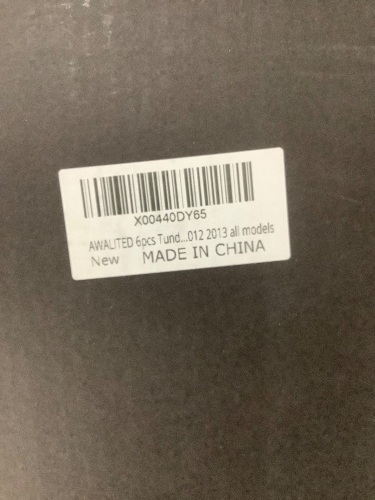 X00440DY65
AWALITED 6pcs Tund...012 2013 all models
New MADE IN CHINA